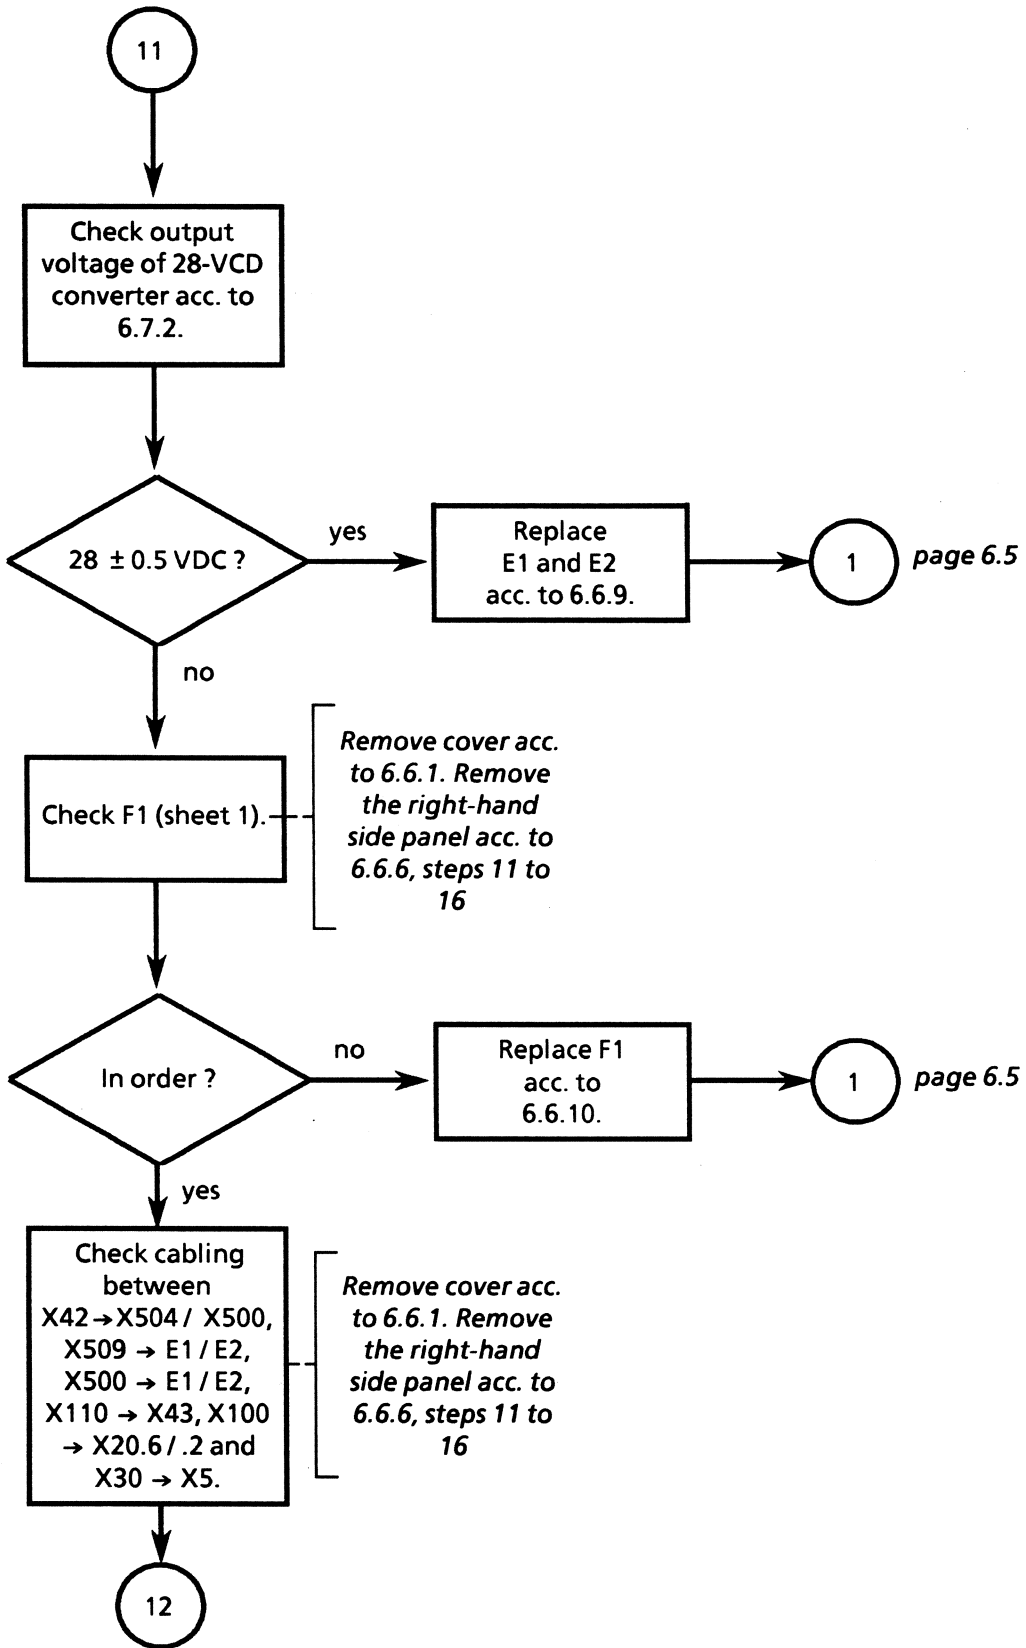 11
Check output
voltage of 28-VCD
converter acc. to
6.7.2.
28 ± 0.5 VDC ?
yes
Replace
E1 and E2
acc. to 6.6.9.
1
page 6.5
no
Check F1 (sheet 1).
Remove cover acc.
to 6.6.1. Remove
the right-hand
side panel acc. to
6.6.6, steps 11 to
16
In order ?
no
Replace F1
acc. to
6.6.10.
1
page 6.5
yes
Check cabling
between
X42 → X504 / X500,
X509 → E1 / E2,
X500 → E1 / E2,
X110 → X43, X100
→ X20.6 / .2 and
X30 → X5.
Remove cover acc.
to 6.6.1. Remove
the right-hand
side panel acc. to
6.6.6, steps 11 to
16
12